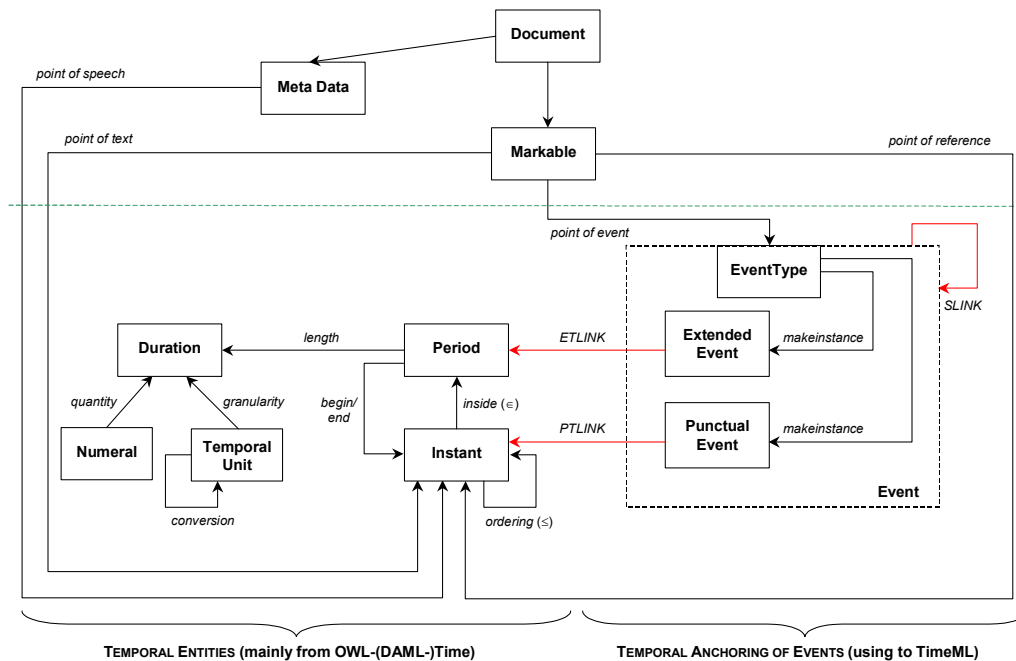 Document
point of speech
Meta Data
point of text
Markable
point of reference
point of event
EventType
SLINK
Duration
length
Period
ETLINK
Extended
Event
makeinstance
quantity
granularity
begin/
end
inside (∈)
Numeral
Temporal
Unit
Instant
PTLINK
Punctual
Event
makeinstance
Event
conversion
ordering (≤)
TEMPORAL ENTITIES (mainly from OWL-(DAML-)Time)
TEMPORAL ANCHORING OF EVENTS (using to TimeML)